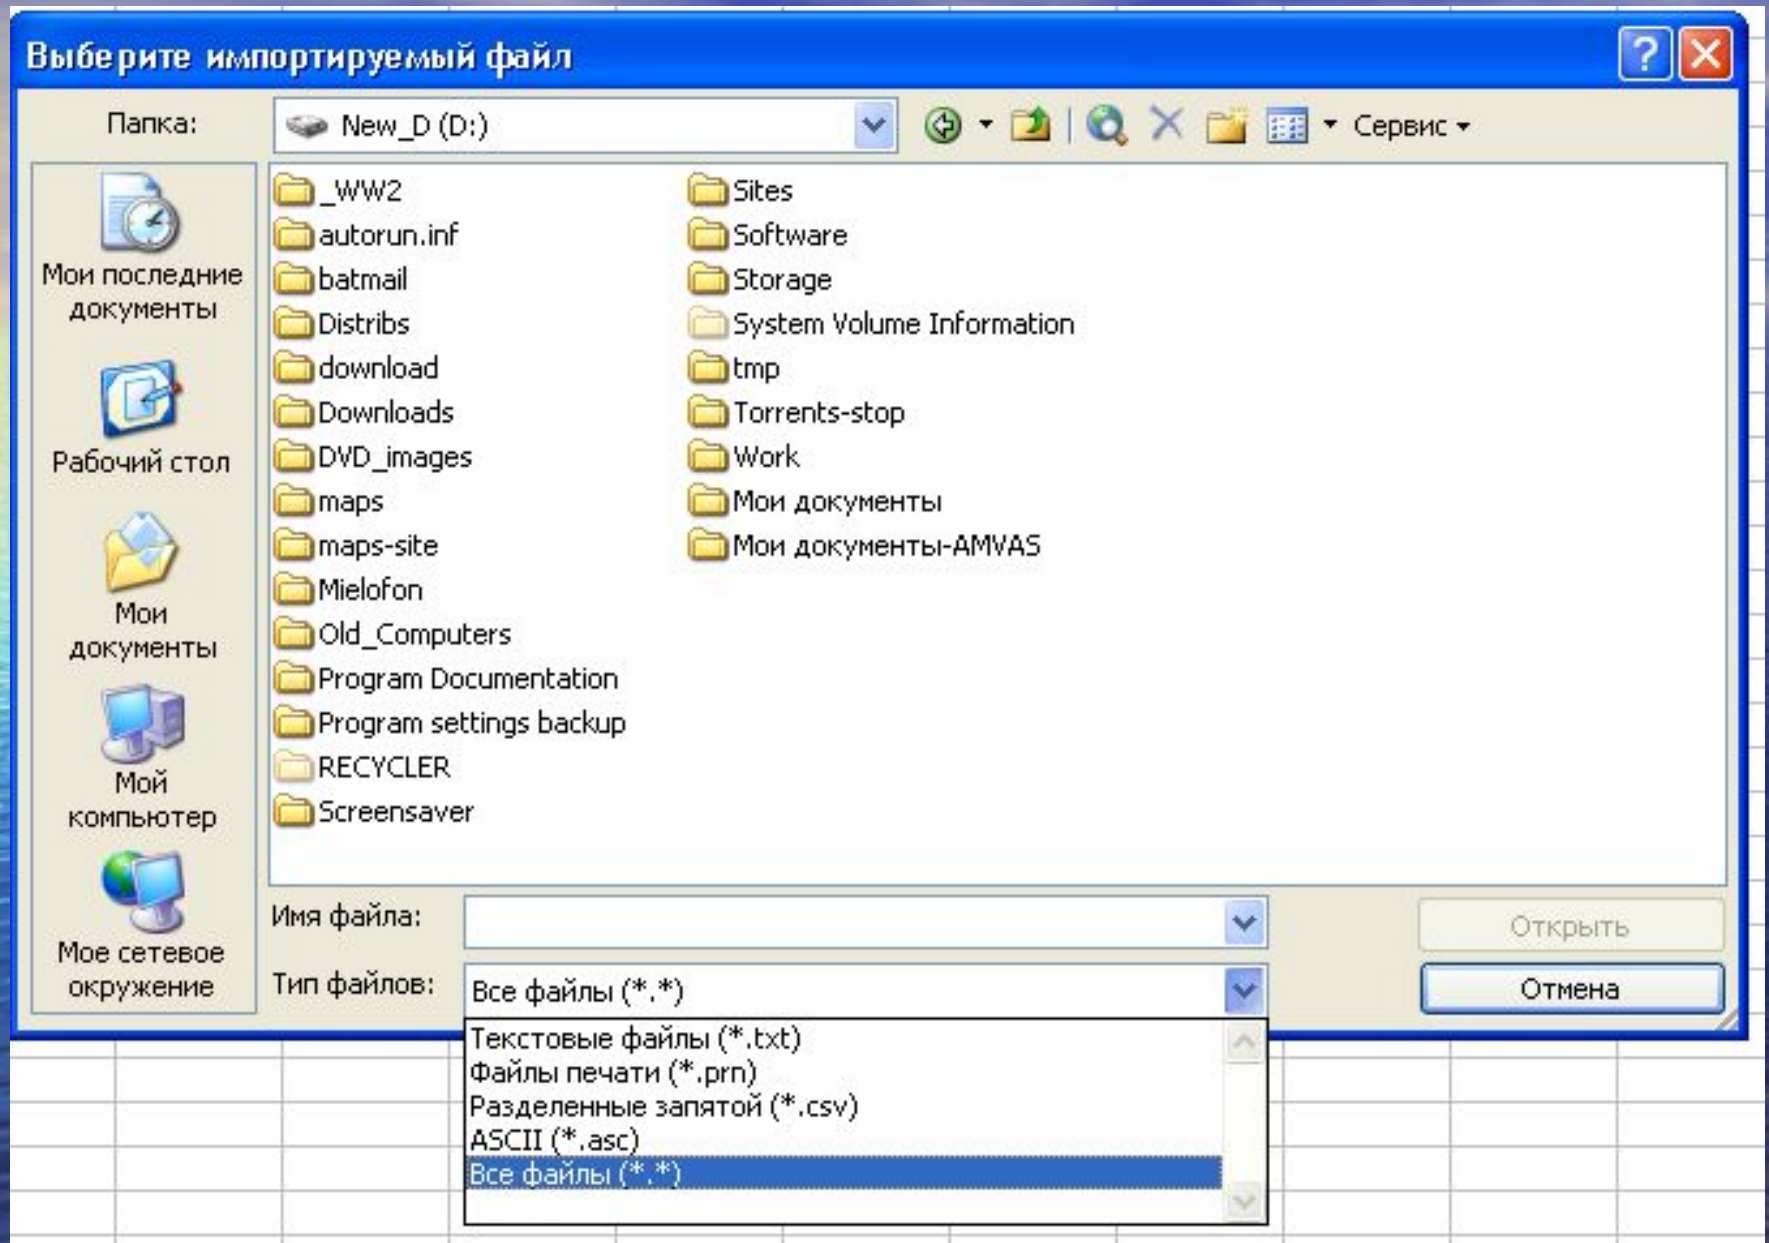 Выберите импортируемый файл
Папка:
New_D (D:)
Сервис
Мои последние
документы
Рабочий стол
Мои
документы
Мой
компьютер
Мое сетевое
окружение
_WW2
autorun.inf
batmail
Distribs
download
Downloads
DVD_images
maps
maps-site
Mielofon
Old_Computers
Program Documentation
Program settings backup
RECYCLER
Screensaver
Sites
Software
Storage
System Volume Information
tmp
Torrents-stop
Work
Мои документы
Мои документы-AMVAS
Имя файла:
Открыть
Тип файлов:
Все файлы (*.*)
Отмена
Текстовые файлы (*.txt)
Файлы печати (*.prn)
Разделенные запятой (*.csv)
ASCII (*.asc)
Все файлы (*.*)